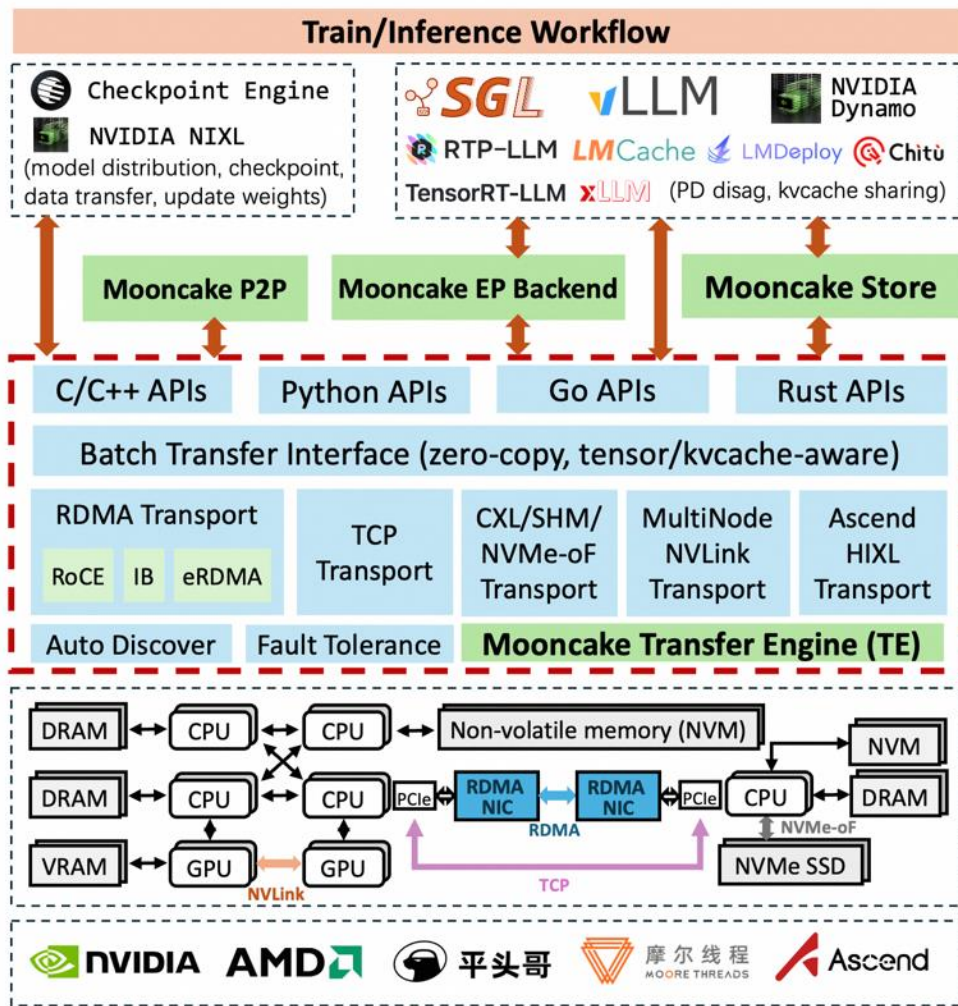 Train/Inference Workflow
Checkpoint Engine
NVIDIA NIXL
(model distribution, checkpoint,
data transfer, update weights)
SGL vLLM NVIDIA Dynamo
RTP-LLM LMCache LMDeploy Chitu
TensorRT-LLM xLLM (PD disag, kvcache sharing)
Mooncake P2P
Mooncake EP Backend
Mooncake Store
C/C++ APIs
Python APIs
Go APIs
Rust APIs
Batch Transfer Interface (zero-copy, tensor/kvcache-aware)
RDMA Transport
RoCE IB eRDMA
TCP
Transport
CXL/SHM/
NVMe-oF
Transport
MultiNode
NVLink
Transport
Ascend
HIXL
Transport
Auto Discover
Fault Tolerance
Mooncake Transfer Engine (TE)
DRAM CPU CPU Non-volatile memory (NVM)
NVM
DRAM CPU CPU PCIe RDMA NIC RDMA NIC PCIe CPU DRAM
RDMA
NVMe-oF
VRAM GPU GPU NVMe SSD
NVLink
TCP
NVIDIA AMD 平头哥 摩尔线程 Ascend
MOORE THREADS